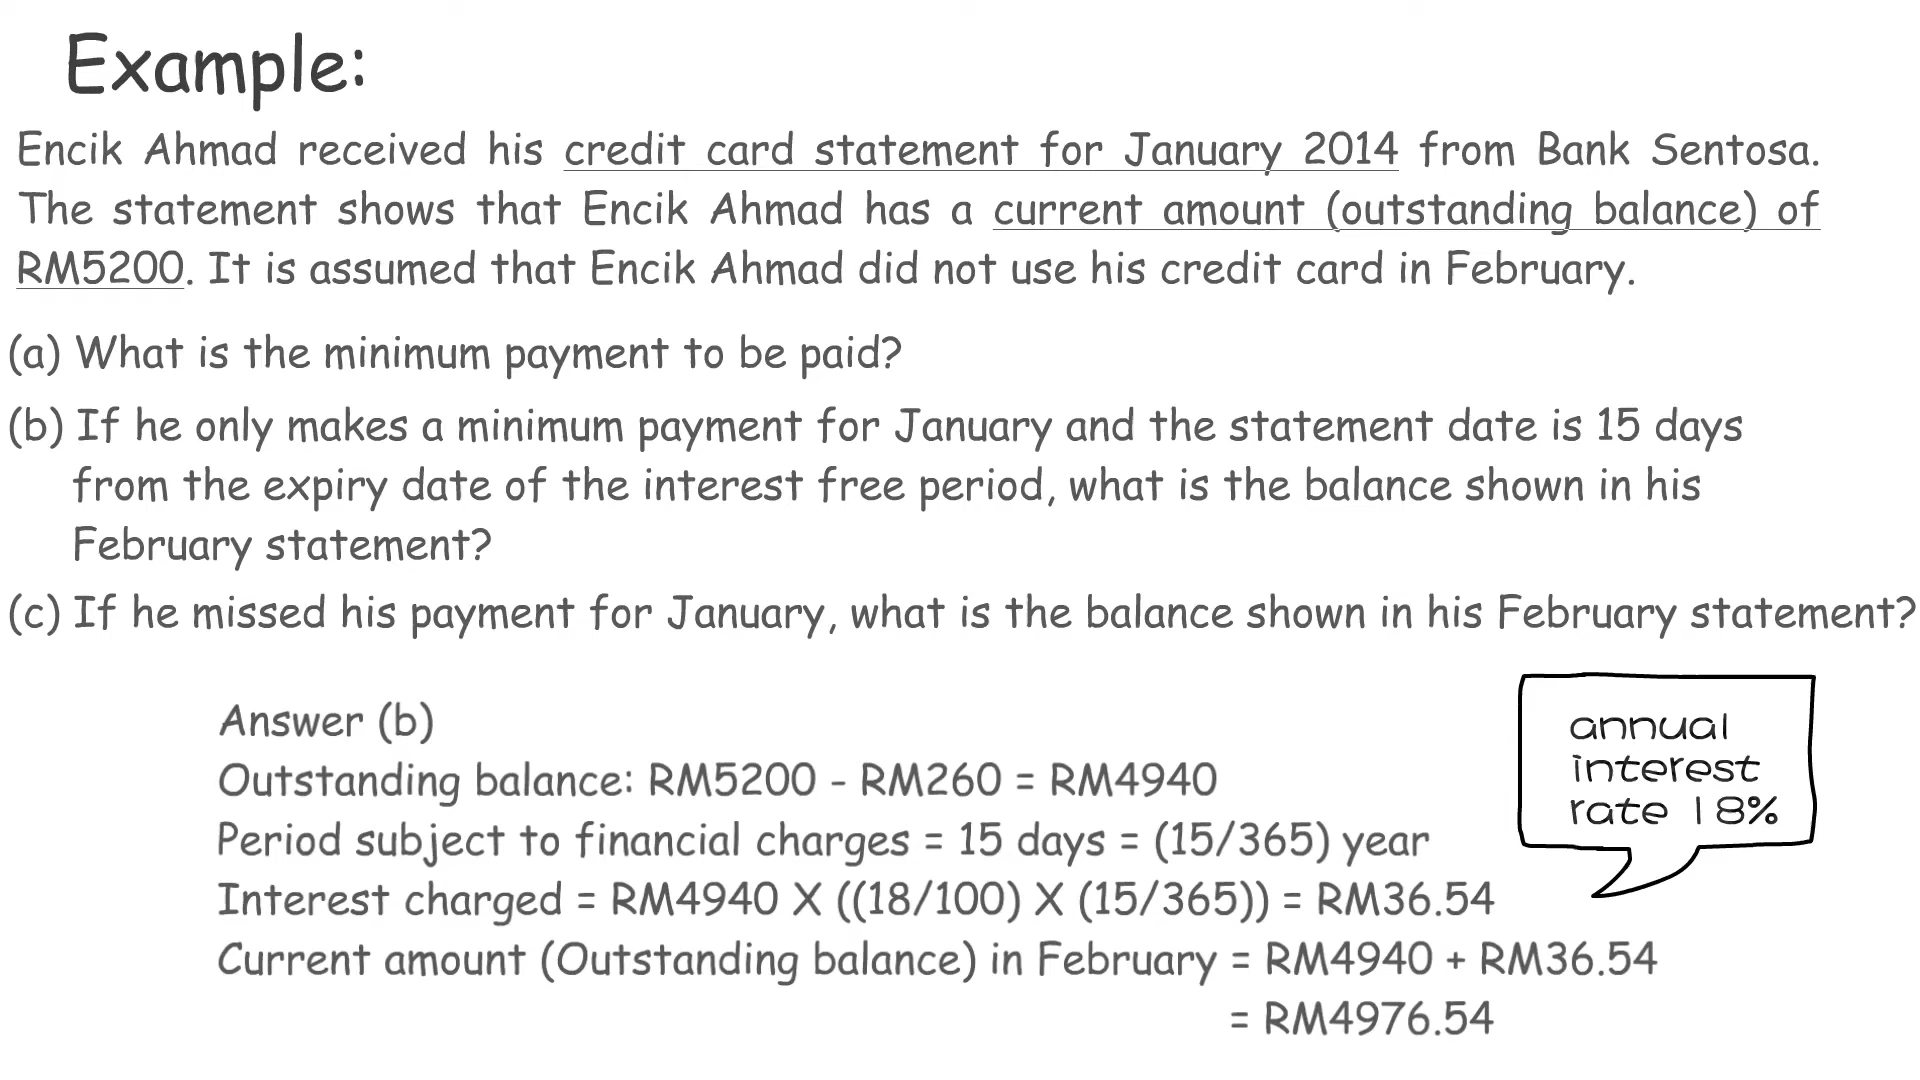 Example:
Encik Ahmad received his credit card statement for January 2014 from Bank Sentosa.
The statement shows that Encik Ahmad has a current amount (outstanding balance) of
RM5200. It is assumed that Encik Ahmad did not use his credit card in February.
(a) What is the minimum payment to be paid?
(b) If he only makes a minimum payment for January and the statement date is 15 days
from the expiry date of the interest free period, what is the balance shown in his
February statement?
(c) If he missed his payment for January, what is the balance shown in his February statement?
Answer (b)
Outstanding balance: RM5200 - RM260 = RM4940
Period subject to financial charges = 15 days = (15/365) year
Interest charged = RM4940 X ((18/100) X (15/365)) = RM36.54
Current amount (Outstanding balance) in February = RM4940 + RM36.54
= RM4976.54
annual
interest
rate 18%